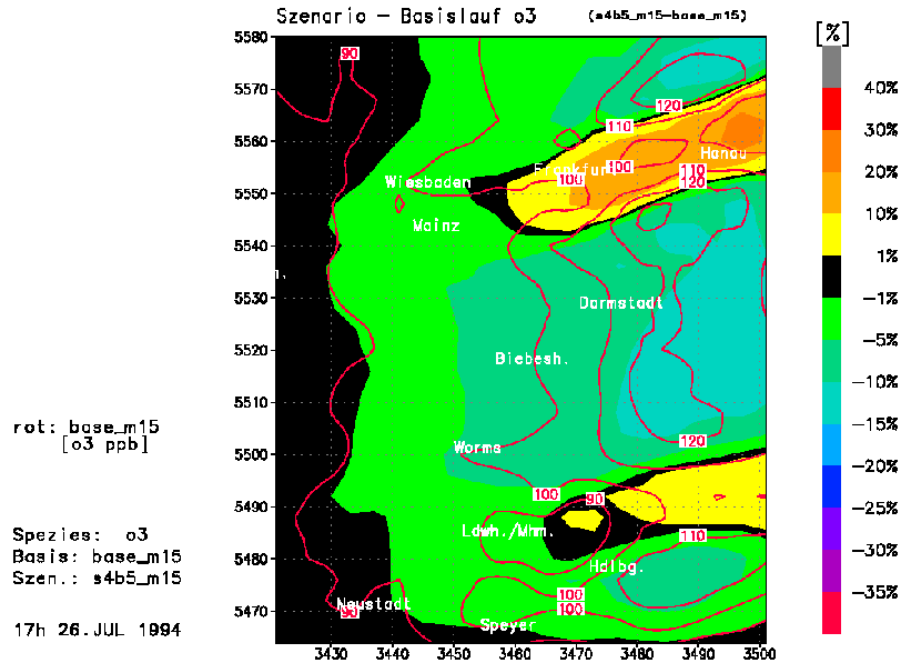 Szenario – Basislauf o3 (s4b5_m15–base_m15)
[%]
5580
5570
5560
5550
5540
5530
5520
5510
5500
5490
5480
5470
3430 3440 3450 3460 3470 3480 3490 3500
40%
30%
20%
10%
1%
−1%
−5%
−10%
−15%
−20%
−25%
−30%
−35%
90
120
110
100
Frankfurt
100
Hanau
110
120
Wiesbaden
Mainz
n.
Darmstadt
Biebesh.
120
Worms
100
90
Ldwh./Mhm.
110
Hdlbg.
100
100
Neustadt
90
Speyer
rot: base_m15
[o3 ppb]
Spezies: o3
Basis: base_m15
Szen.: s4b5_m15
17h 26.JUL 1994